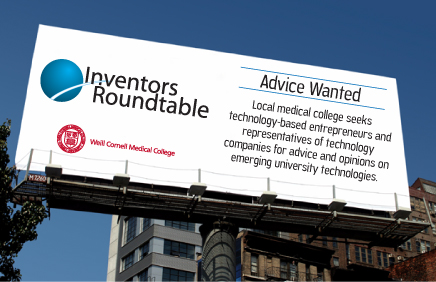 Inventors
Roundtable
Weill Cornell Medical College
Advice Wanted
Local medical college seeks
technology-based entrepreneurs and
representatives of technology
companies for advice and opinions on
emerging university technologies.